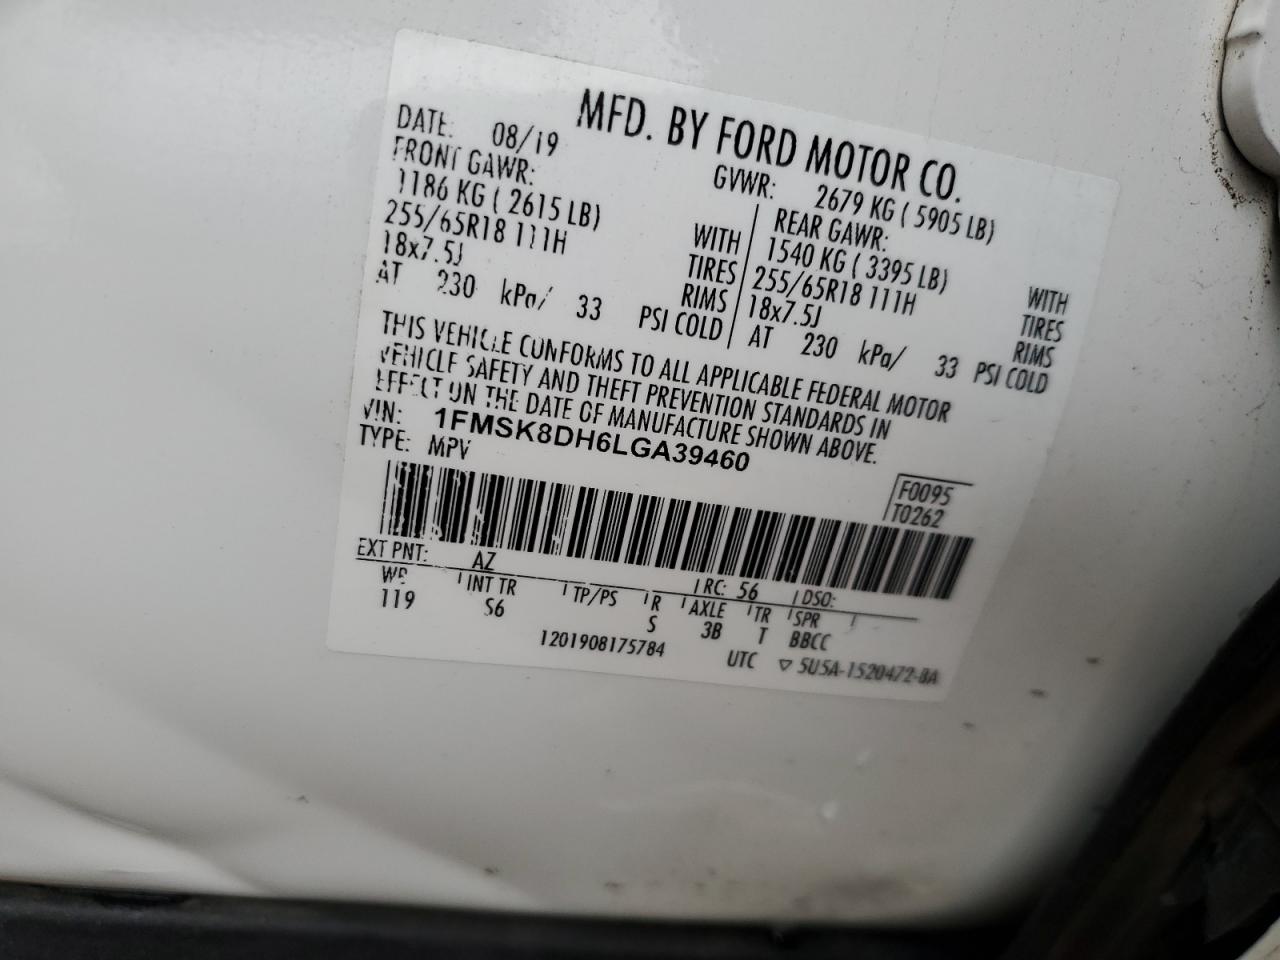 MFD. BY FORD MOTOR CO.
DATE: 08/19 GVWR: 2679 KG ( 5905 LB)
FRONT GAWR: REAR GAWR:
1186 KG ( 2615 LB) WITH 1540 KG ( 3395 LB) WITH
255/65R18 111H TIRES 255/65R18 111H TIRES
18x7.5J RIMS 18x7.5J RIMS
AT 230 kPa/ 33 PSI COLD AT 230 kPa/ 33 PSI COLD
THIS VEHICLE CONFORMS TO ALL APPLICABLE FEDERAL MOTOR
VEHICLE SAFETY AND THEFT PREVENTION STANDARDS IN
EFFECT ON THE DATE OF MANUFACTURE SHOWN ABOVE.
VIN: 1FMSK8DH6LGA39460
TYPE: MPV
F0095
T0262
EXT PNT: AZ RC: 56 DSO:
WB INT TR TP/PS R AXLE TR SPR
119 S6 S 3B T BBCC
1201908175784 UTC ▽ 5U5A-1520472-BA